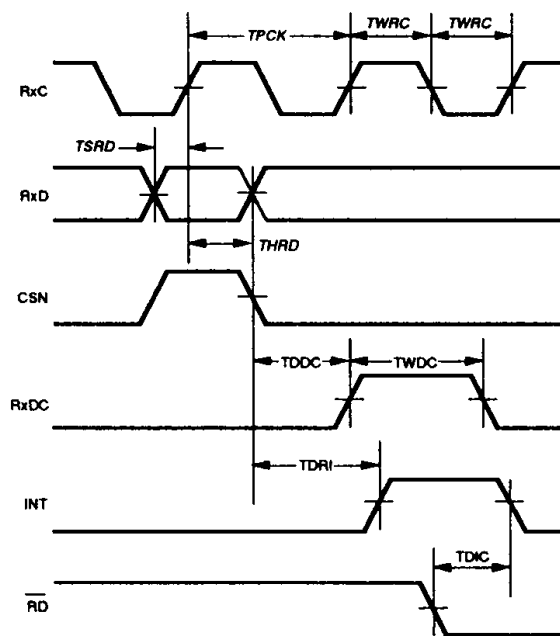 TPCK TWRC TWRC
RxC
TSRD
RxD
THRD
CSN
TDDC TWDC
RxDC
TDRI
INT
TDIC
RD